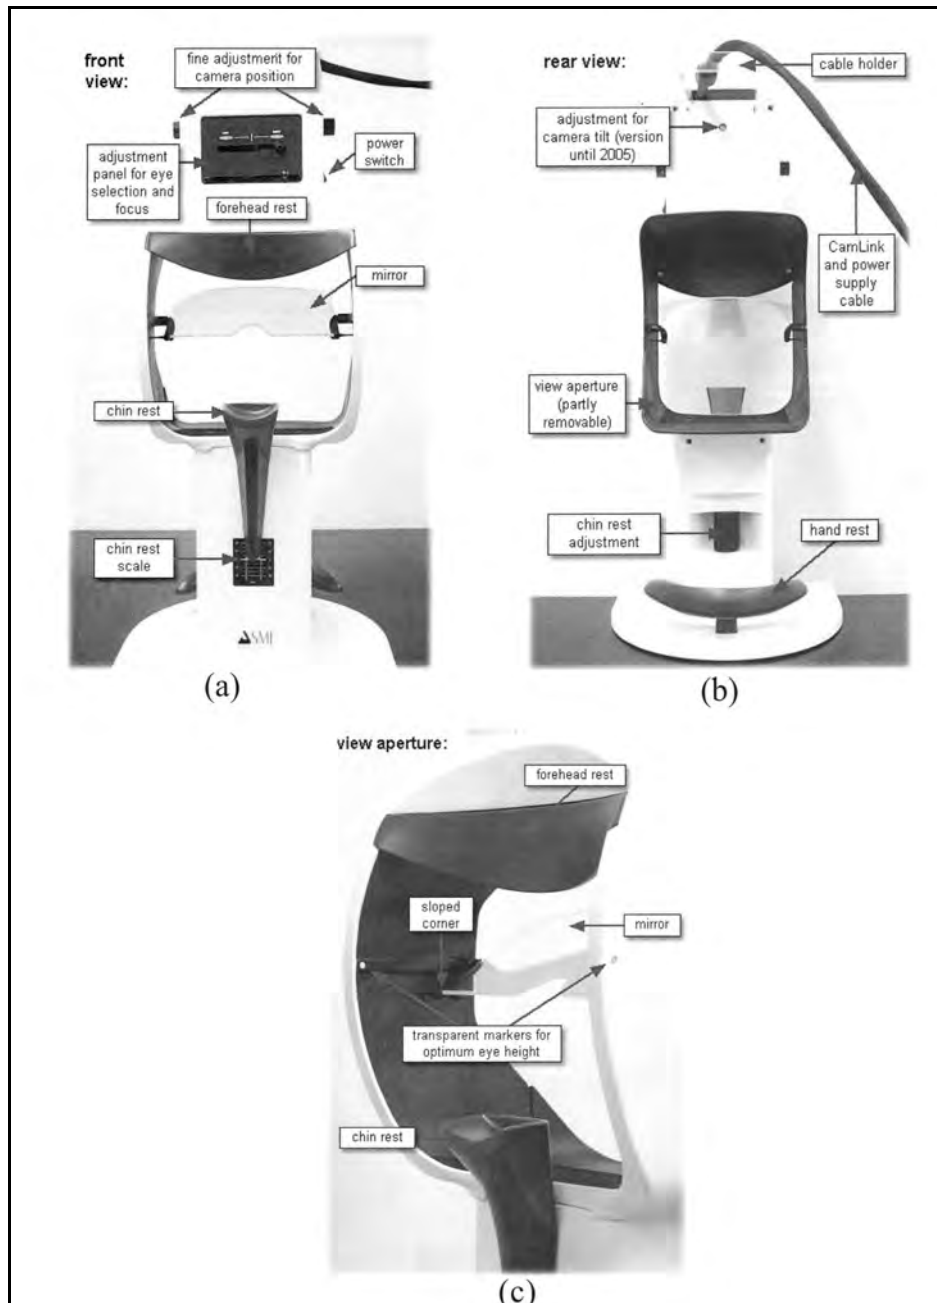 front
view:
fine adjustment for
camera position
adjustment
panel for eye
selection and
focus
power
switch
forehead rest
mirror
chin rest
chin rest
scale
SMI
(a)
rear view:
cable holder
adjustment for
camera tilt (version
until 2005)
CamLink
and power
supply
cable
view aperture
(partly
removable)
chin rest
adjustment
hand rest
(b)
view aperture:
forehead rest
sloped
corner
mirror
transparent markers for
optimum eye height
chin rest
(c)